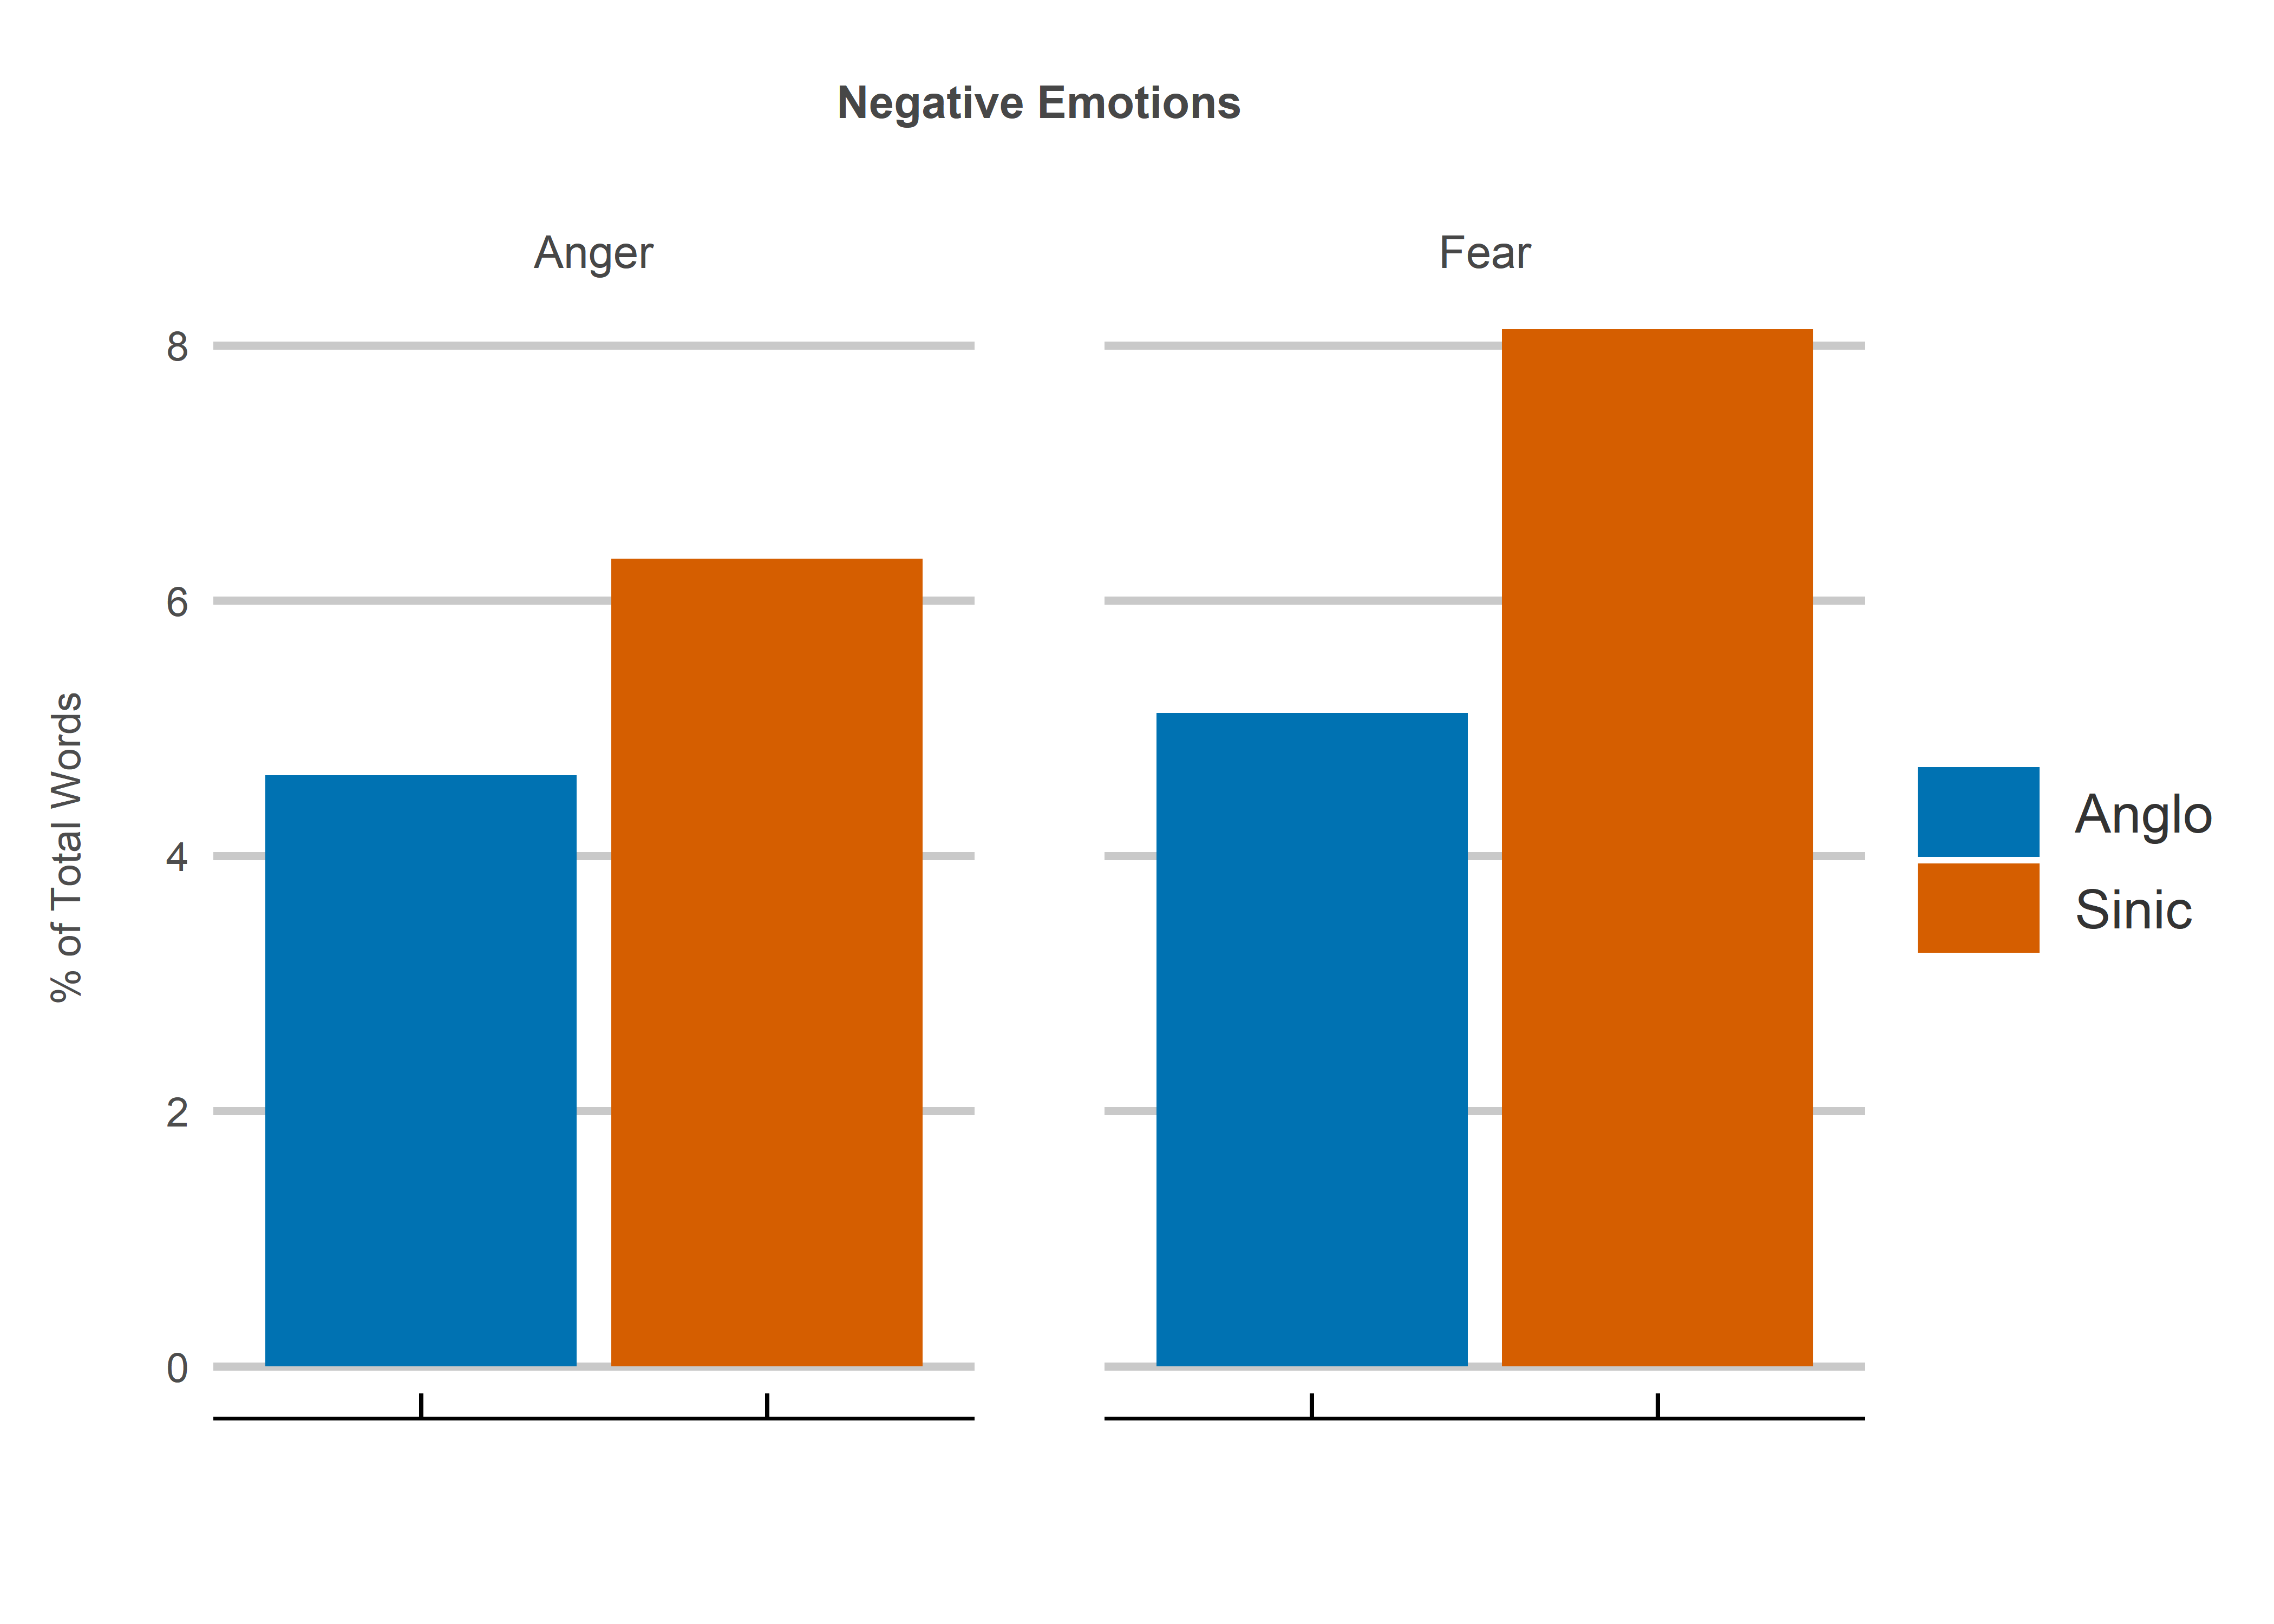 Negative Emotions
Anger
Fear
8
6
4
2
0
% of Total Words
Anglo
Sinic